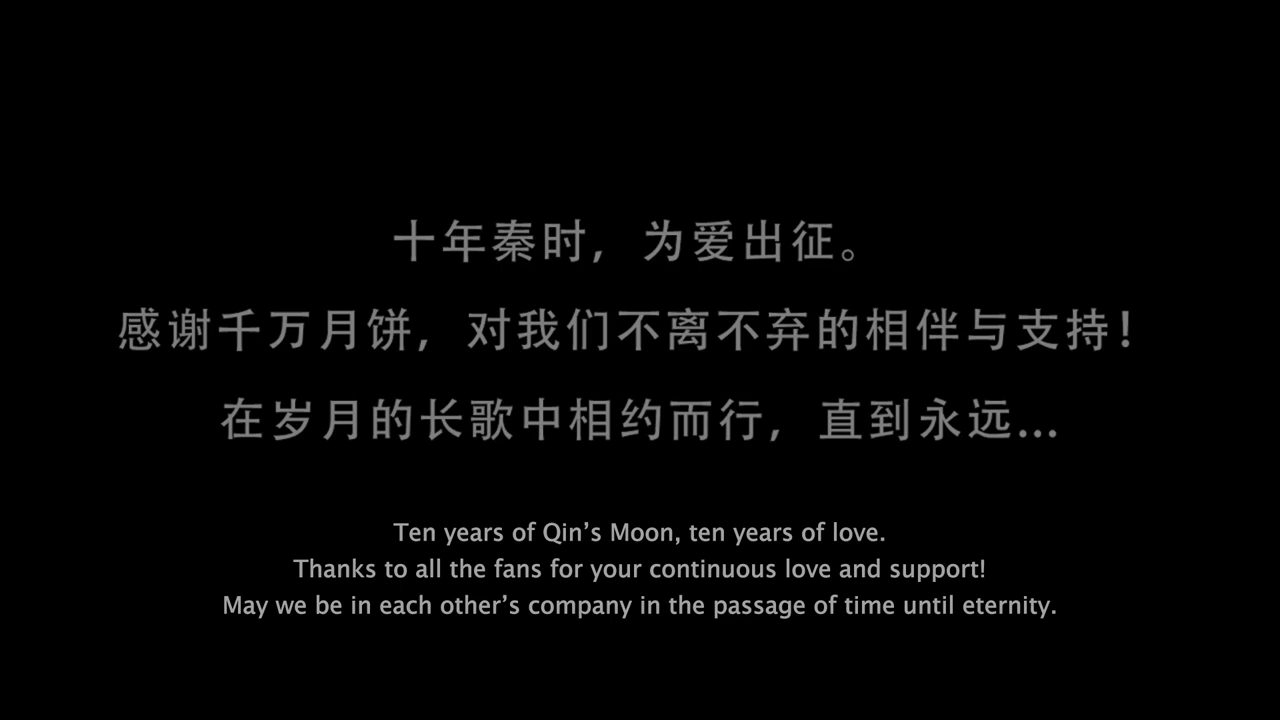 十年秦时，为爱出征。
感谢千万月饼，对我们不离不弃的相伴与支持！
在岁月的长歌中相约而行，直到永远...
Ten years of Qin’s Moon, ten years of love.
Thanks to all the fans for your continuous love and support!
May we be in each other’s company in the passage of time until eternity.